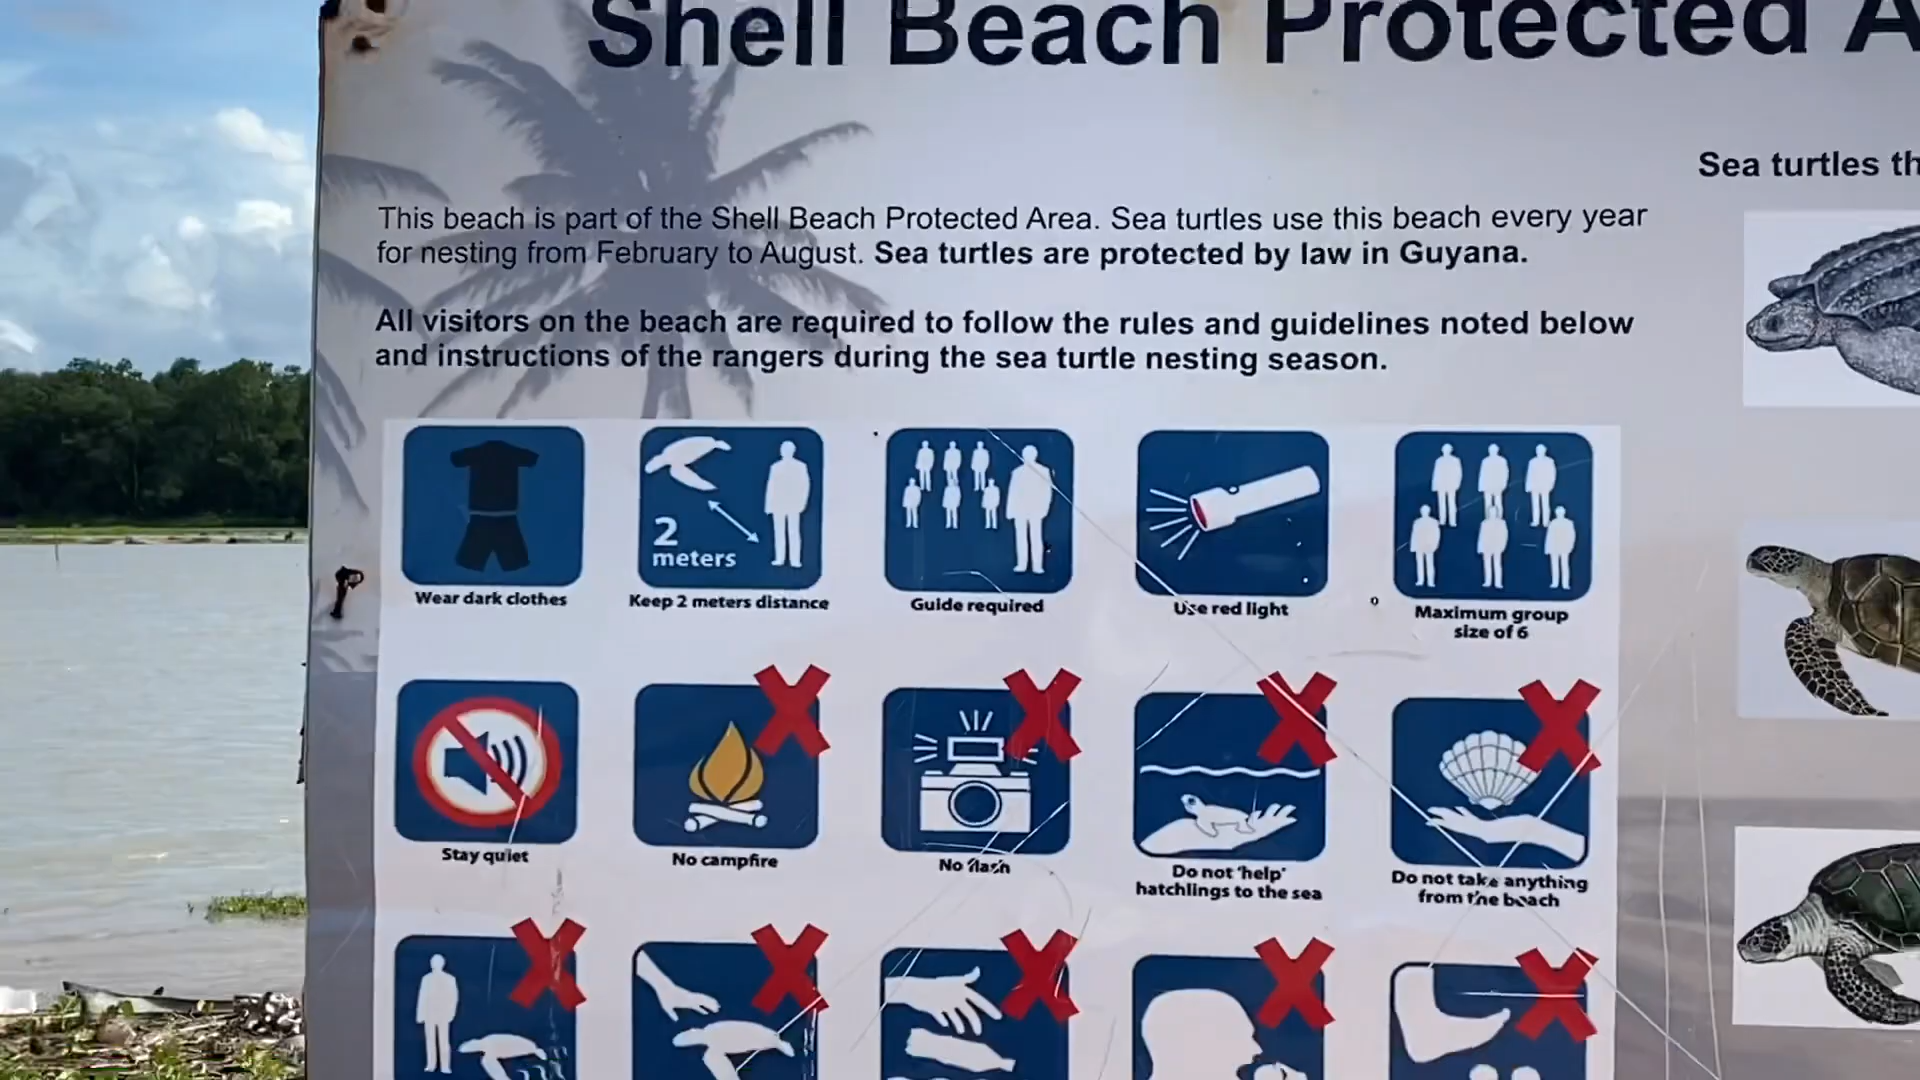 Shell Beach Protected A
Sea turtles th
This beach is part of the Shell Beach Protected Area. Sea turtles use this beach every year
for nesting from February to August. Sea turtles are protected by law in Guyana.
All visitors on the beach are required to follow the rules and guidelines noted below
and instructions of the rangers during the sea turtle nesting season.
2
meters
Wear dark clothes
Keep 2 meters distance
Guide required
Use red light
Maximum group
size of 6
Stay quiet
No campfire
No flash
Do not 'help'
hatchlings to the sea
Do not take anything
from the beach